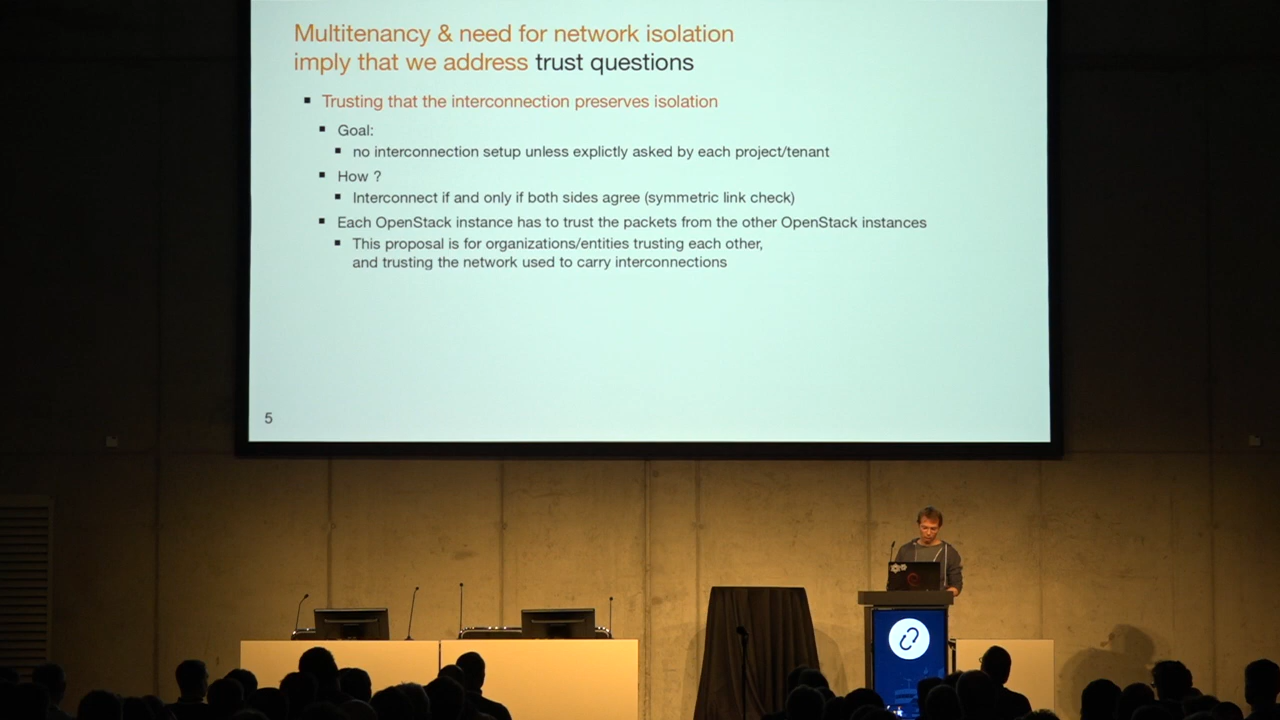 Multitenancy & need for network isolation
imply that we address trust questions
Trusting that the interconnection preserves isolation
Goal:
no interconnection setup unless explictly asked by each project/tenant
How ?
Interconnect if and only if both sides agree (symmetric link check)
Each OpenStack instance has to trust the packets from the other OpenStack instances
This proposal is for organizations/entities trusting each other,
and trusting the network used to carry interconnections
5